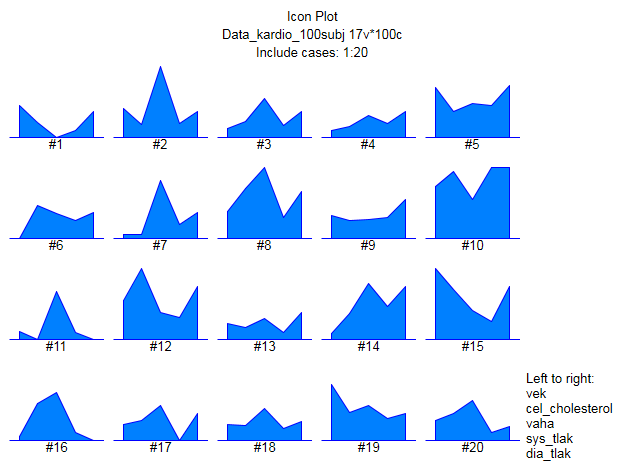 Icon Plot
Data_kardio_100subj 17v*100c
Include cases: 1:20
#1 #2 #3 #4 #5
#6 #7 #8 #9 #10
#11 #12 #13 #14 #15
#16 #17 #18 #19 #20
Left to right:
vek
cel_cholesterol
vaha
sys_tlak
dia_tlak